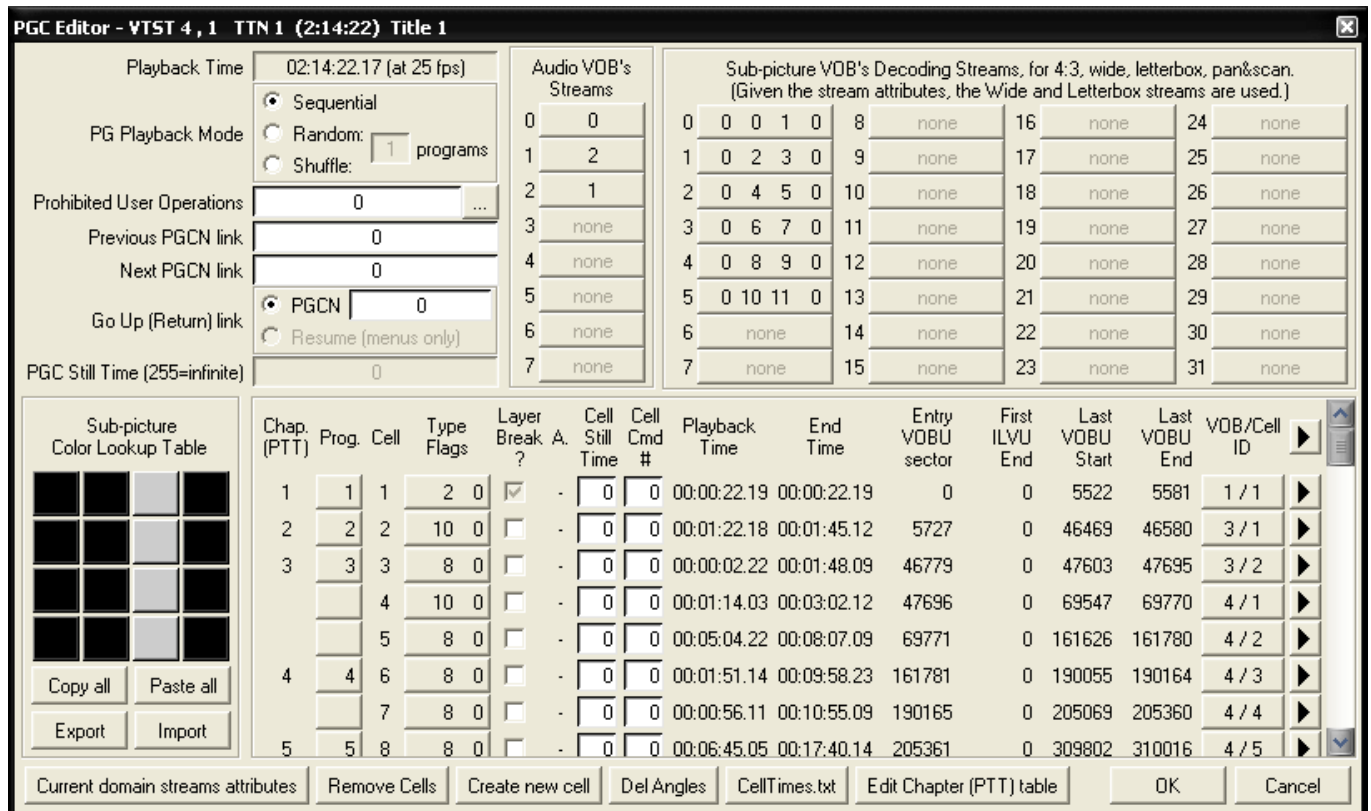 PGC Editor - VTST 4 , 1 TTN 1 (2:14:22) Title 1
Playback Time 02:14:22.17 (at 25 fps)
PG Playback Mode
Sequential
Random:
Shuffle:
1 programs
Prohibited User Operations 0 ...
Previous PGCN link 0
Next PGCN link 0
Go Up (Return) link
PGCN 0
Resume (menus only)
PGC Still Time (255=infinite) 0
Audio VOB's
Streams
0 0
1 2
2 1
3 none
4 none
5 none
6 none
7 none
Sub-picture VOB's Decoding Streams, for 4:3, wide, letterbox, pan&scan.
(Given the stream attributes, the Wide and Letterbox streams are used.)
0 0 0 1 0 8 none 16 none 24 none
1 0 2 3 0 9 none 17 none 25 none
2 0 4 5 0 10 none 18 none 26 none
3 0 6 7 0 11 none 19 none 27 none
4 0 8 9 0 12 none 20 none 28 none
5 0 10 11 0 13 none 21 none 29 none
6 none 14 none 22 none 30 none
7 none 15 none 23 none 31 none
Sub-picture
Color Lookup Table
Copy all Paste all
Export Import
Chap. (PTT) Prog. Cell Type Flags Layer Break ? A. Cell Still Time Cell Cmd # Playback Time End Time Entry VOBU sector First ILVU End Last VOBU Start Last VOBU End VOB/Cell ID
1 1 1 2 0 - 0 0 00:00:22.19 00:00:22.19 0 0 5522 5581 1 / 1
2 2 2 10 0 - 0 0 00:01:22.18 00:01:45.12 5727 0 46469 46580 3 / 1
3 3 3 8 0 - 0 0 00:00:02.22 00:01:48.09 46779 0 47603 47695 3 / 2
4 10 0 - 0 0 00:01:14.03 00:03:02.12 47696 0 69547 69770 4 / 1
5 8 0 - 0 0 00:05:04.22 00:08:07.09 69771 0 161626 161780 4 / 2
4 4 6 8 0 - 0 0 00:01:51.14 00:09:58.23 161781 0 190055 190164 4 / 3
7 8 0 - 0 0 00:00:56.11 00:10:55.09 190165 0 205069 205360 4 / 4
5 5 8 8 0 - 0 0 00:06:45.05 00:17:40.14 205361 0 309802 310016 4 / 5
Current domain streams attributes Remove Cells Create new cell Del Angles CellTimes.txt Edit Chapter (PTT) table OK Cancel